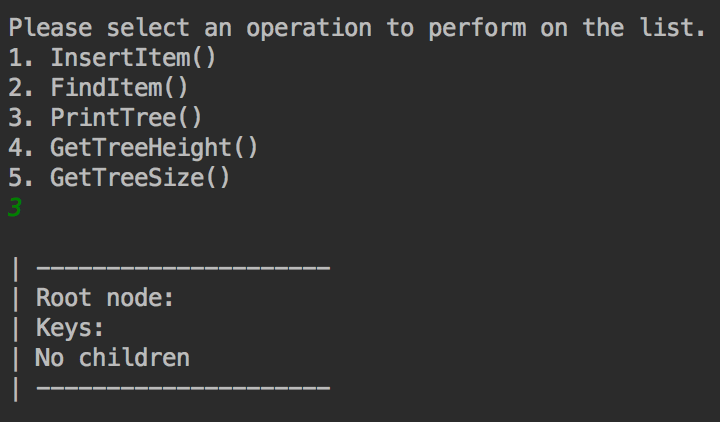 Please select an operation to perform on the list.
1. InsertItem()
2. FindItem()
3. PrintTree()
4. GetTreeHeight()
5. GetTreeSize()
3
| ---------------------
| Root node:
| Keys:
| No children
| ---------------------